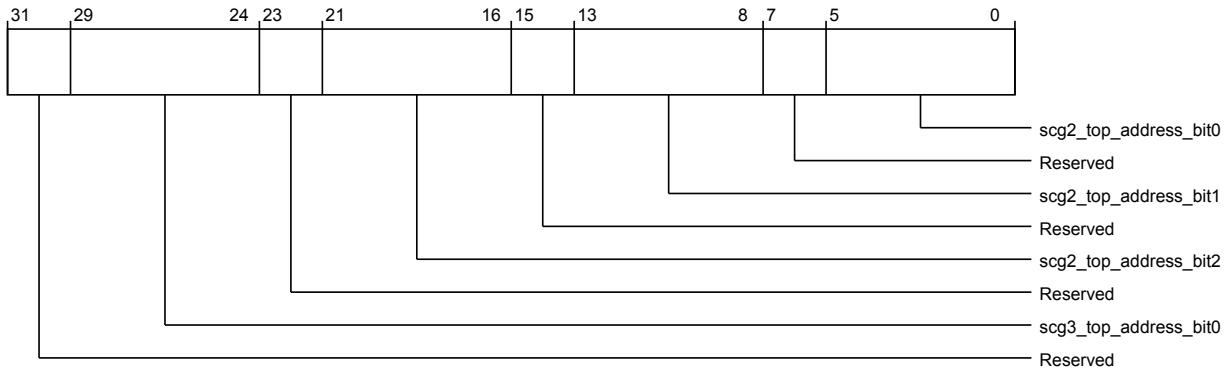 31 29 24 23 21 16 15 13 8 7 5 0
scg2_top_address_bit0
Reserved
scg2_top_address_bit1
Reserved
scg2_top_address_bit2
Reserved
scg3_top_address_bit0
Reserved